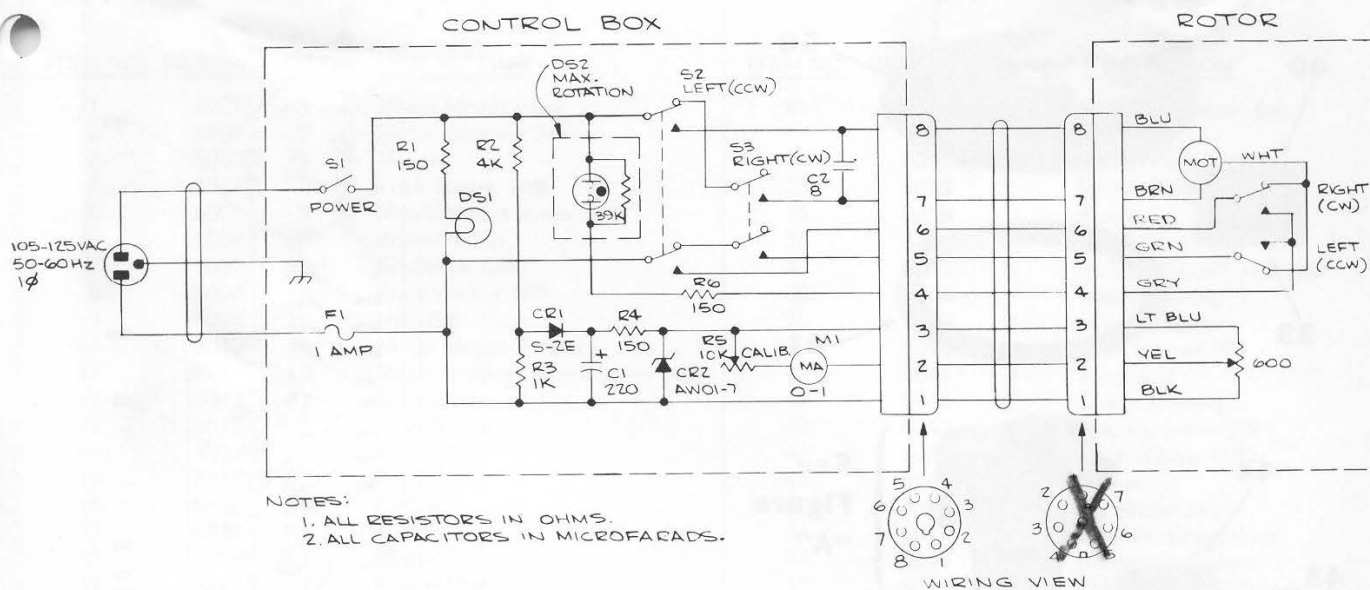 CONTROL BOX
ROTOR
DS2
MAX.
ROTATION
S2
LEFT(CCW)
S3
RIGHT(CW)
R1
150
R2
4K
S1
POWER
DS1
39K
C2
8
105-125VAC
50-60HZ
1ø
F1
1 AMP
CR1
S-2E
R4
150
R6
150
R3
1K
C1
220
+
CR2
AW01-7
R5
10K
CALIB.
M1
MA
0-1
8
7
6
5
4
3
2
1
8
7
6
5
4
3
2
1
BLU
MOT
WHT
BRN
RED
GRN
GRY
LT BLU
YEL
BLK
RIGHT
(CW)
LEFT
(CCW)
600
NOTES:
1. ALL RESISTORS IN OHMS.
2. ALL CAPACITORS IN MICROFARADS.
5 4
6 3
7 2
8 1
2 7
3 6
WIRING VIEW